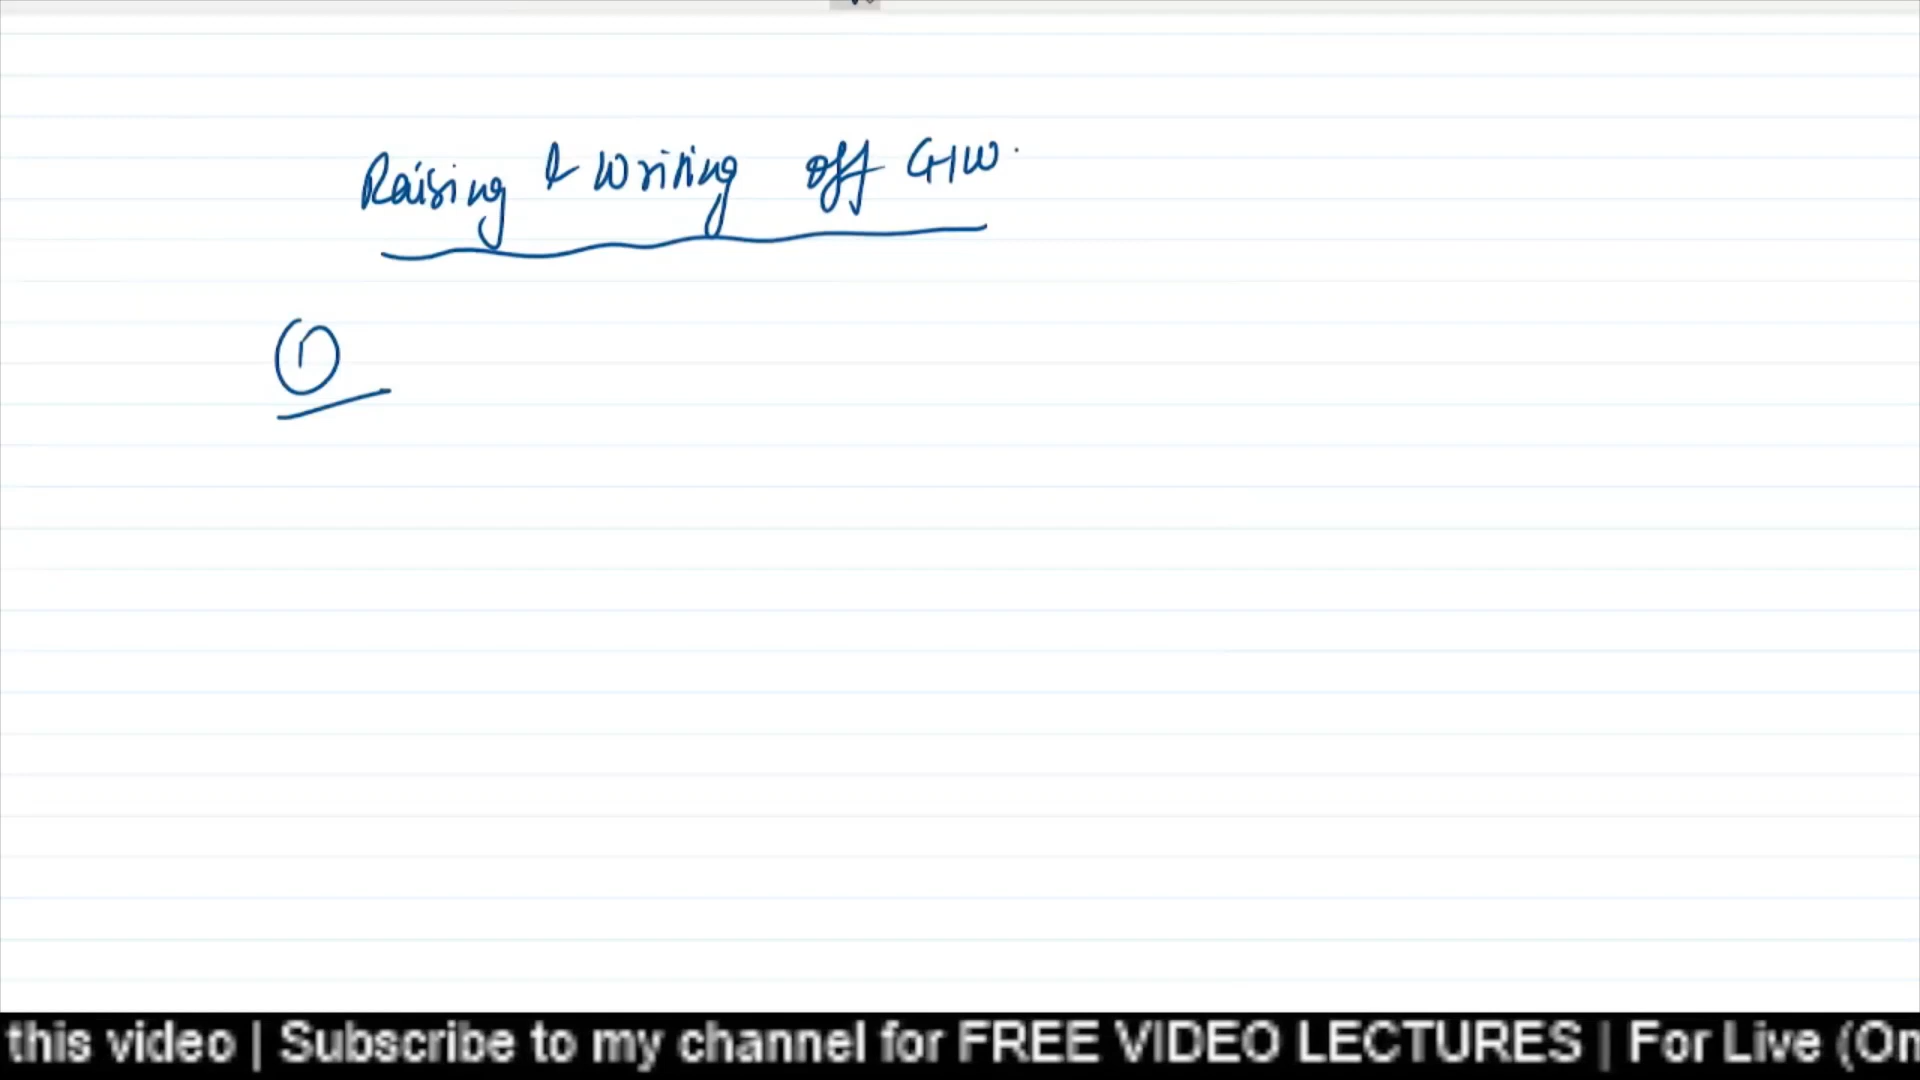 Raising & Writing off G/W.
①
this video | Subscribe to my channel for FREE VIDEO LECTURES | For Live (On